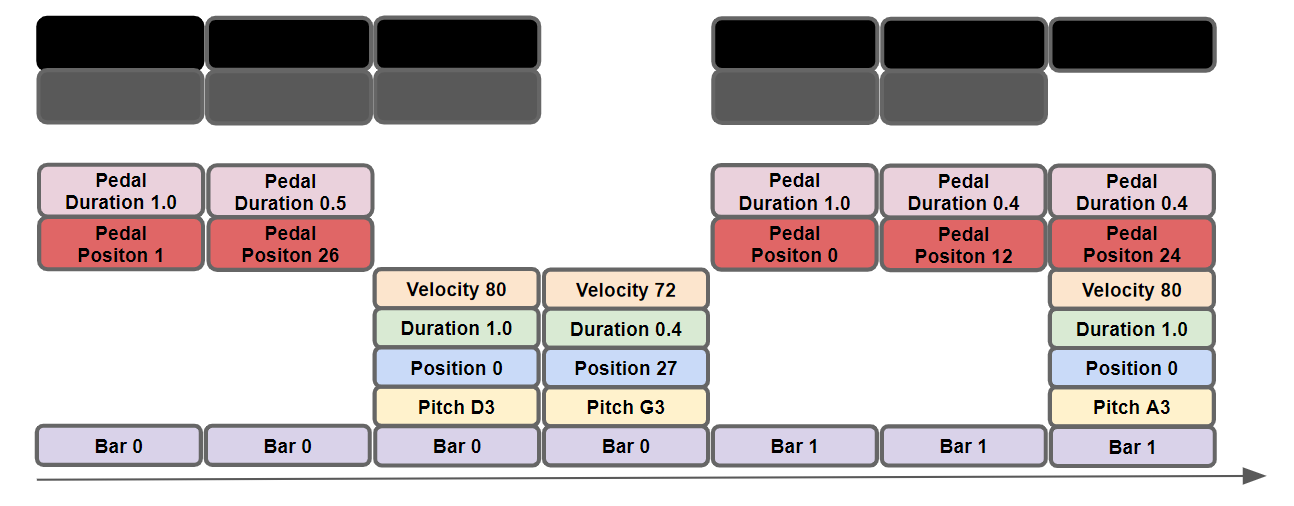 Pedal
Duration 1.0
Pedal
Duration 0.5
Pedal
Duration 1.0
Pedal
Duration 0.4
Pedal
Duration 0.4
Pedal
Positon 1
Pedal
Positon 26
Pedal
Positon 0
Pedal
Positon 12
Pedal
Positon 24
Velocity 80
Velocity 72
Velocity 80
Duration 1.0
Duration 0.4
Duration 1.0
Position 0
Position 27
Position 0
Pitch D3
Pitch G3
Pitch A3
Bar 0
Bar 0
Bar 0
Bar 0
Bar 1
Bar 1
Bar 1